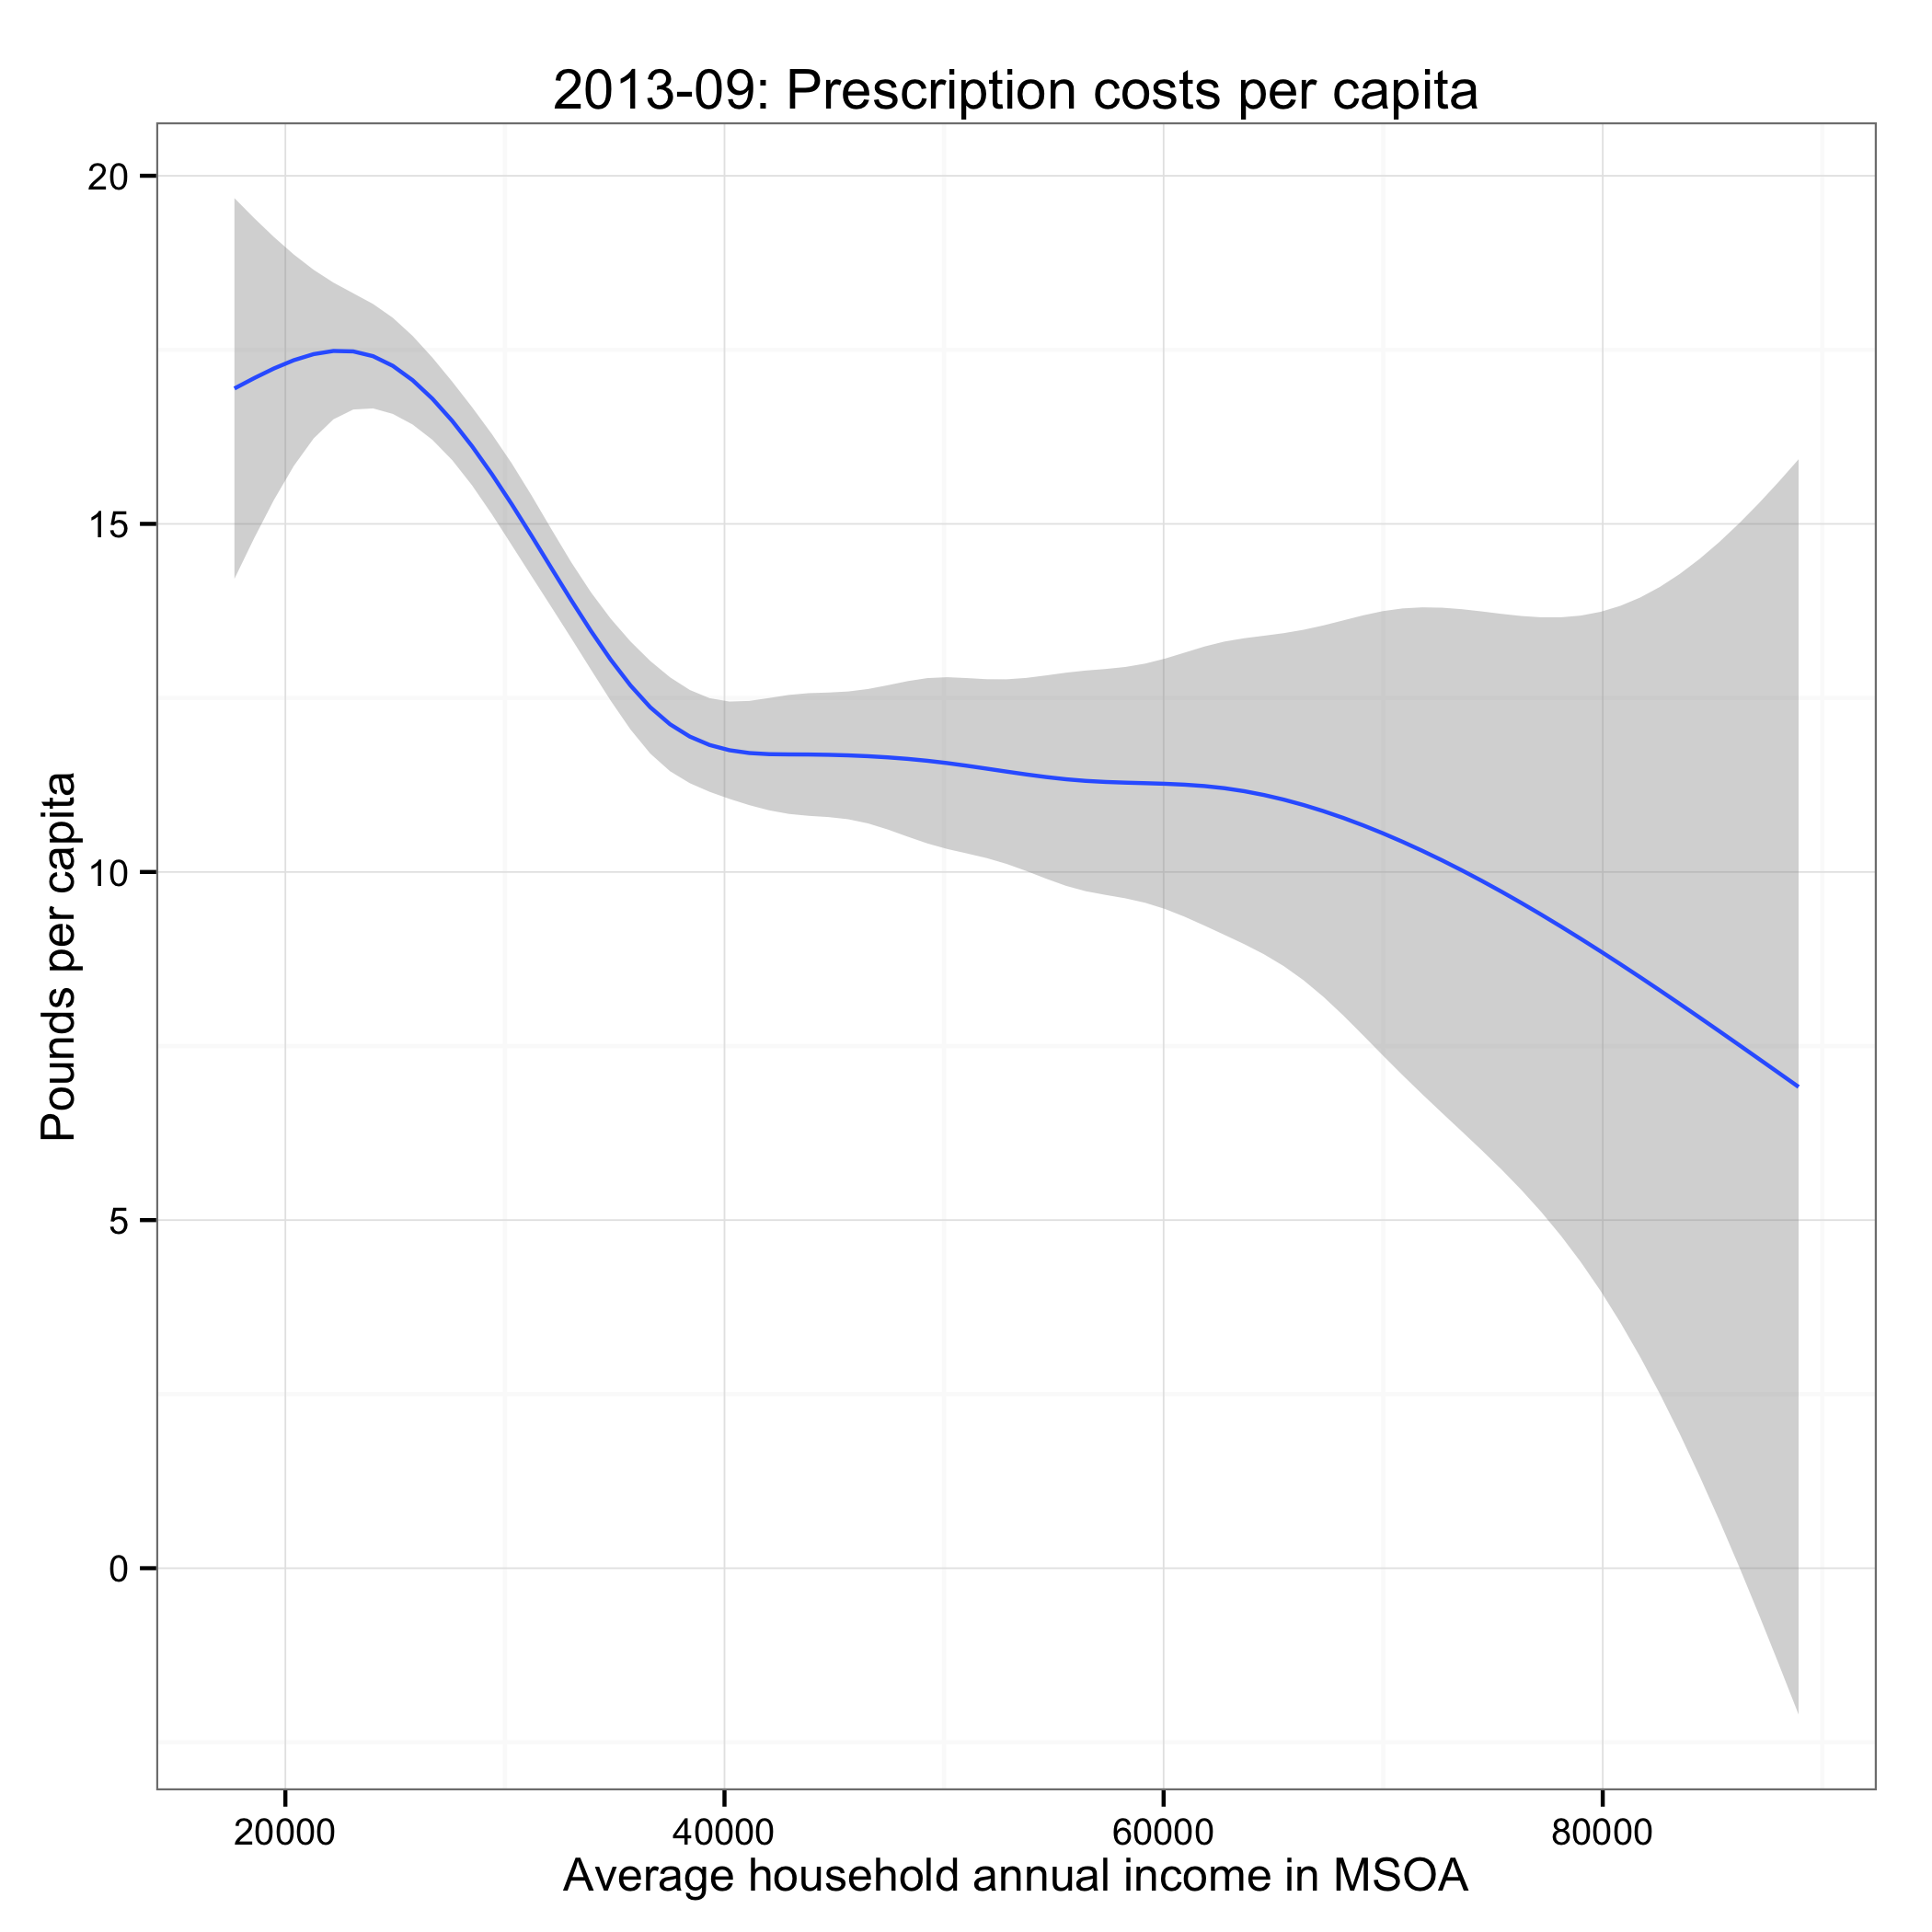 2013-09: Prescription costs per capita
20
15
10
5
0
Pounds per capita
20000 40000 60000 80000
Average household annual income in MSOA